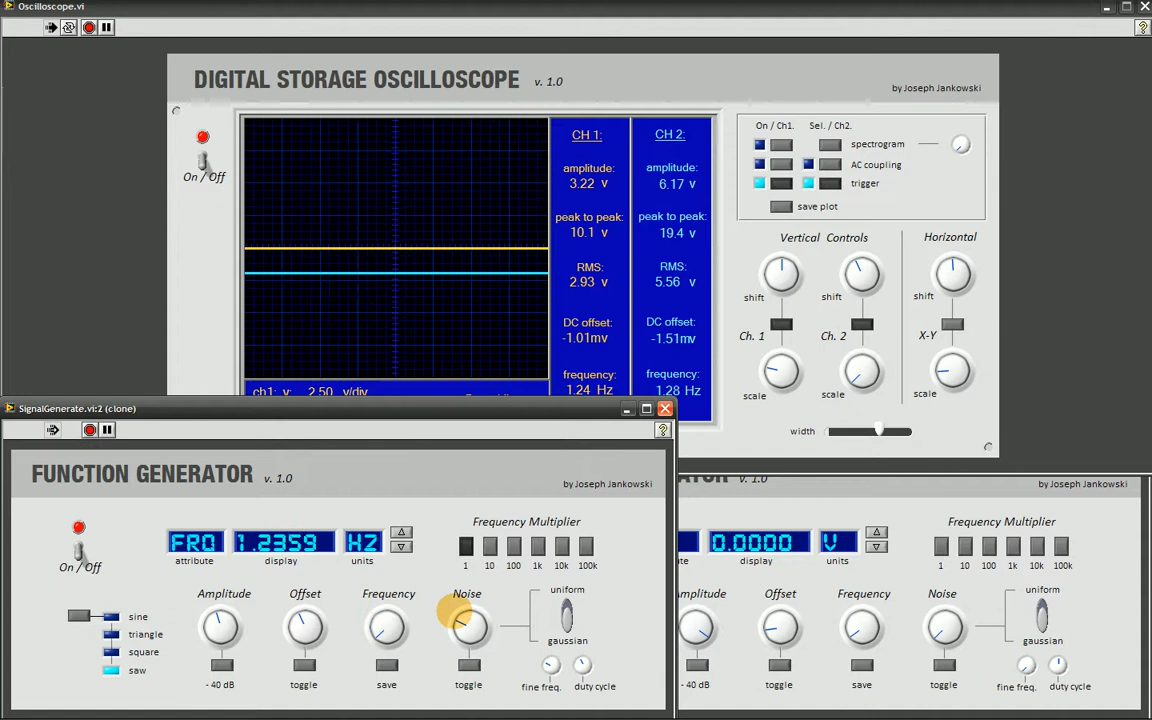 Oscilloscope.vi
DIGITAL STORAGE OSCILLOSCOPE v. 1.0
by Joseph Jankowski
On / Off
CH 1:
amplitude:
3.22 v
peak to peak:
10.1 v
RMS:
2.93 v
DC offset:
-1.01mv
frequency:
1.24 Hz
CH 2:
amplitude:
6.17 v
peak to peak:
19.4 v
RMS:
5.56 v
DC offset:
-1.51mv
frequency:
1.28 Hz
ch1: v: 2.50 v/div
On / Ch1. Sel. / Ch2.
spectrogram
AC coupling
trigger
save plot
Vertical Controls Horizontal
shift shift shift
Ch. 1 Ch. 2 X-Y
scale scale scale
width
SignalGenerate.vi:2 (clone)
FUNCTION GENERATOR v. 1.0
by Joseph Jankowski
On / Off
FRQ 1.2359 HZ
attribute display units
Frequency Multiplier
1 10 100 1k 10k 100k
sine
triangle
square
saw
Amplitude Offset Frequency Noise
uniform
gaussian
- 40 dB toggle save toggle
fine freq. duty cycle
v. 1.0
by Joseph Jankowski
0.0000 V
display units
Frequency Multiplier
1 10 100 1k 10k 100k
Amplitude Offset Frequency Noise
uniform
gaussian
- 40 dB toggle save toggle
fine freq. duty cycle